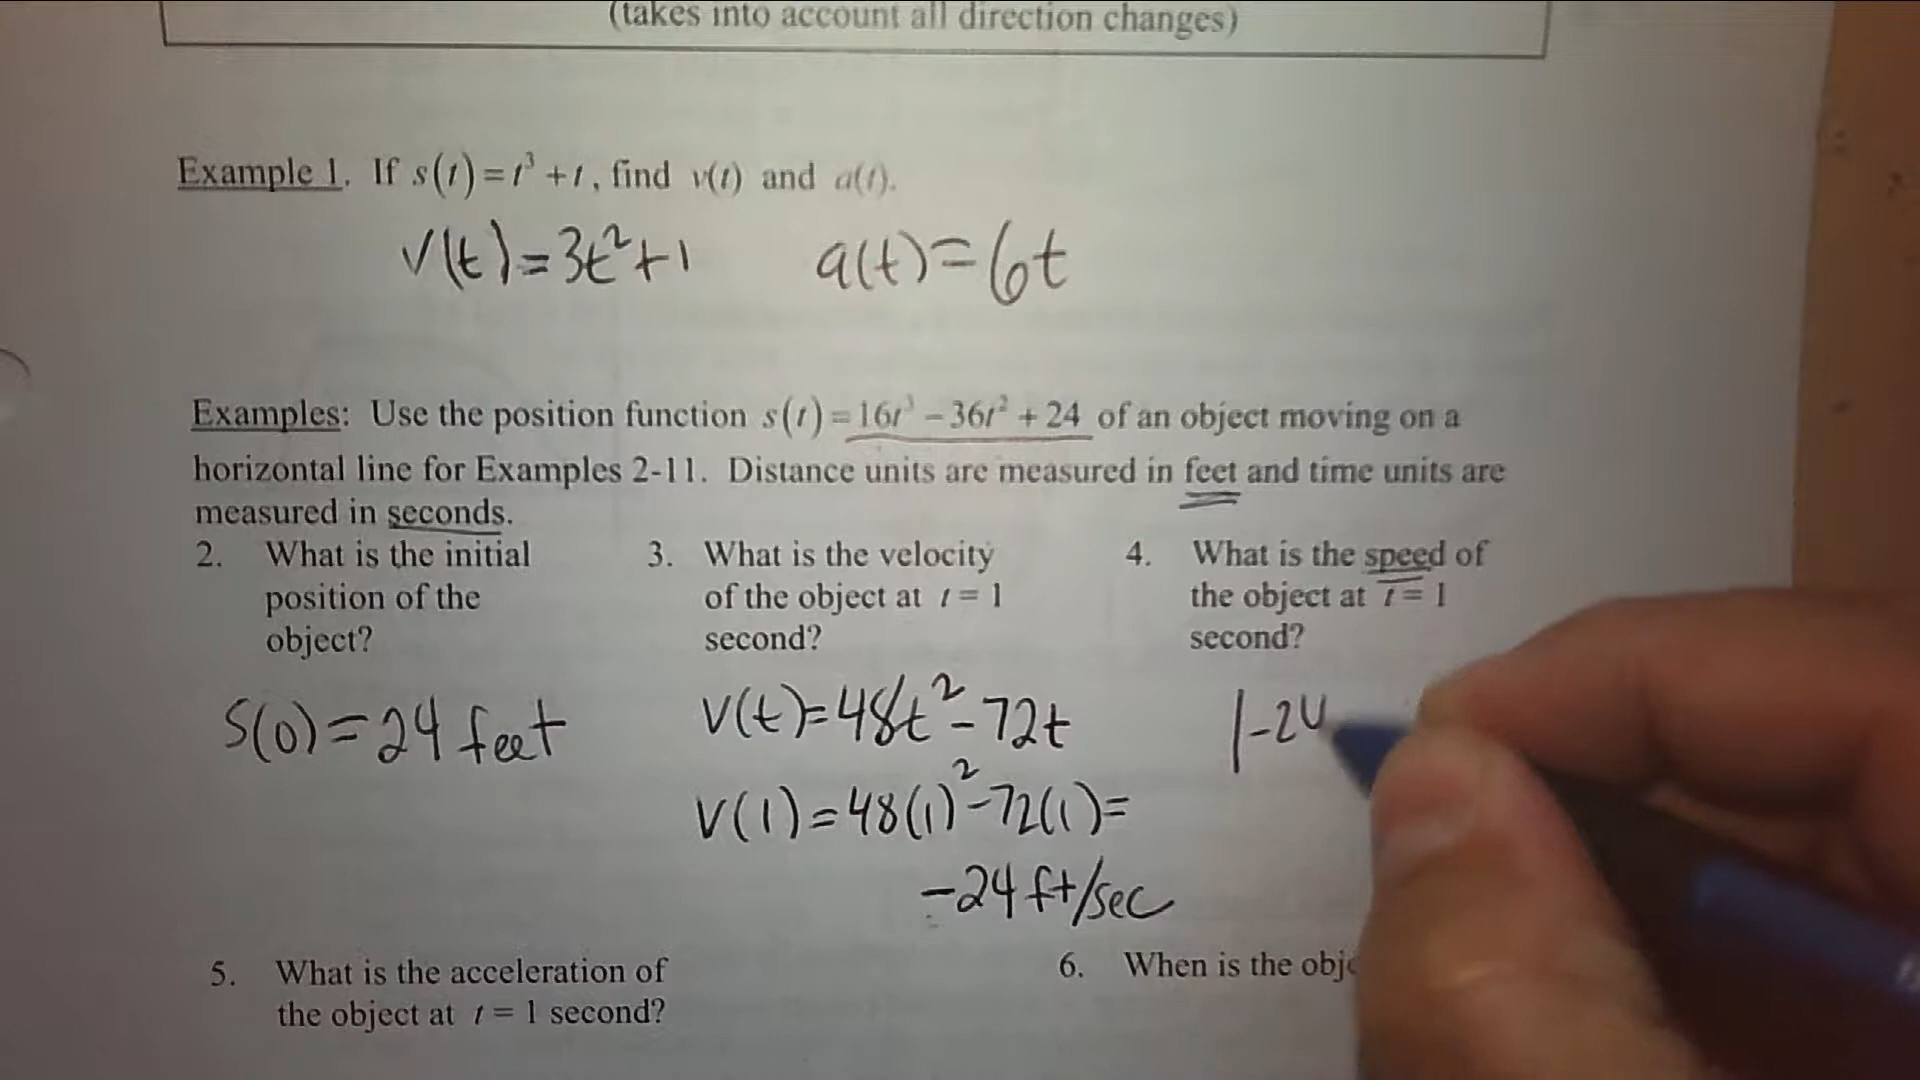 (takes into account all direction changes)
Example 1. If s(t) = t³ + t, find v(t) and a(t).
v(t) = 3t² + 1 a(t) = 6t
Examples: Use the position function s(t) = 16t³ − 36t² + 24 of an object moving on a
horizontal line for Examples 2-11. Distance units are measured in feet and time units are
measured in seconds.
2. What is the initial
position of the
object?
s(0) = 24 feet
3. What is the velocity
of the object at t = 1
second?
v(t) = 48t² − 72t
v(1) = 48(1)² − 72(1) =
−24 ft/sec
4. What is the speed of
the object at t = 1
second?
|−24
5. What is the acceleration of
the object at t = 1 second?
6. When is the